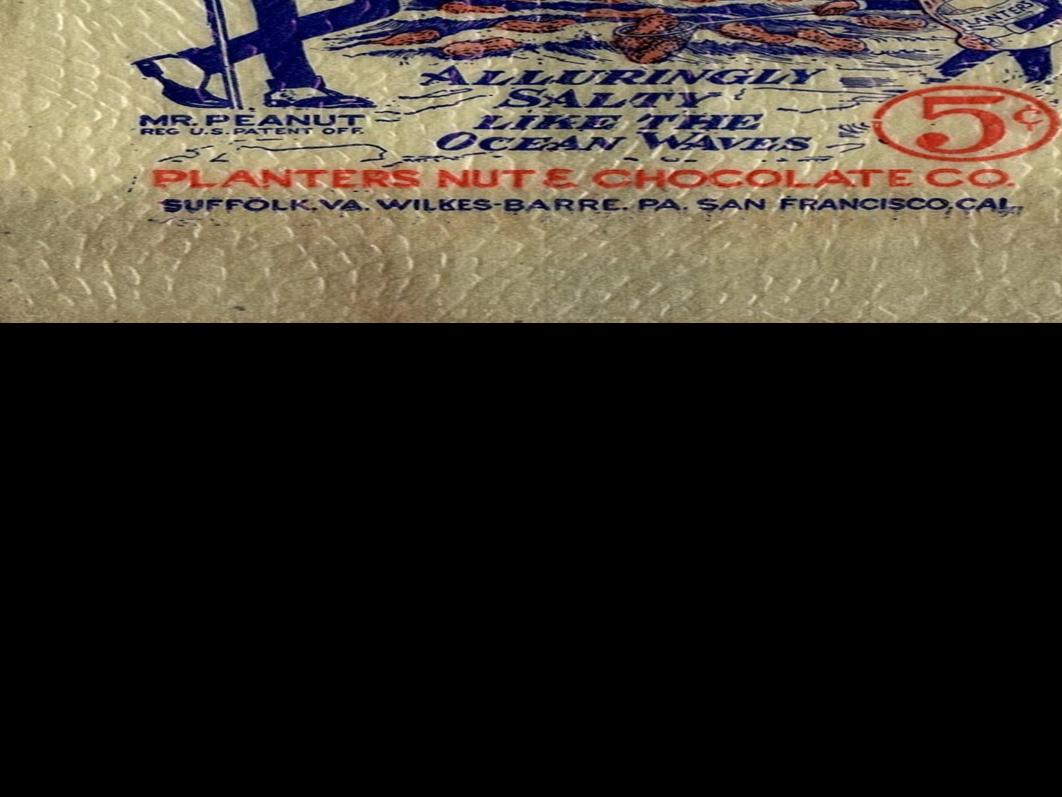 PLANTERS
ALLURINGLY
SALTY
LIKE THE
OCEAN WAVES
5¢
MR. PEANUT
REG U.S. PATENT OFF.
PLANTERS NUT & CHOCOLATE CO.
SUFFOLK, VA. WILKES-BARRE, PA. SAN FRANCISCO, CAL.